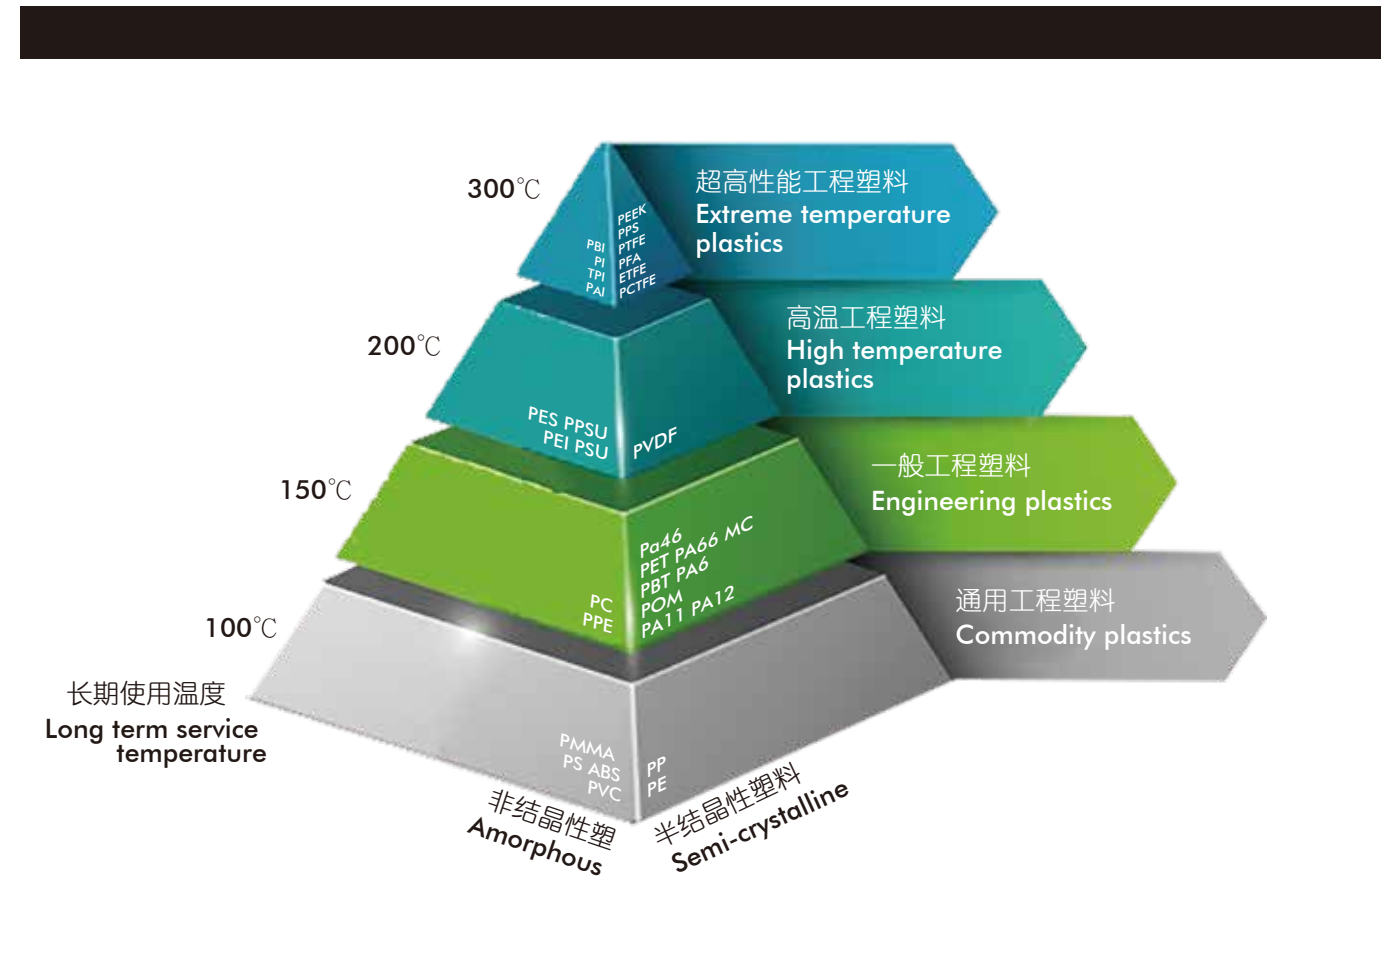 300℃
超高性能工程塑料
Extreme temperature
plastics
PBI
PI
TPI
PAI
PEEK
PPS
PTFE
PFA
ETFE
PCTFE
200℃
高温工程塑料
High temperature
plastics
PES PPSU
PEI PSU
PVDF
150℃
一般工程塑料
Engineering plastics
PC
PPE
Pa46
PET PA66 MC
PBT PA6
POM
PA11 PA12
100℃
通用工程塑料
Commodity plastics
长期使用温度
Long term service
temperature
PMMA
PS ABS
PVC
PP
PE
非结晶性塑
Amorphous
半结晶性塑料
Semi-crystalline